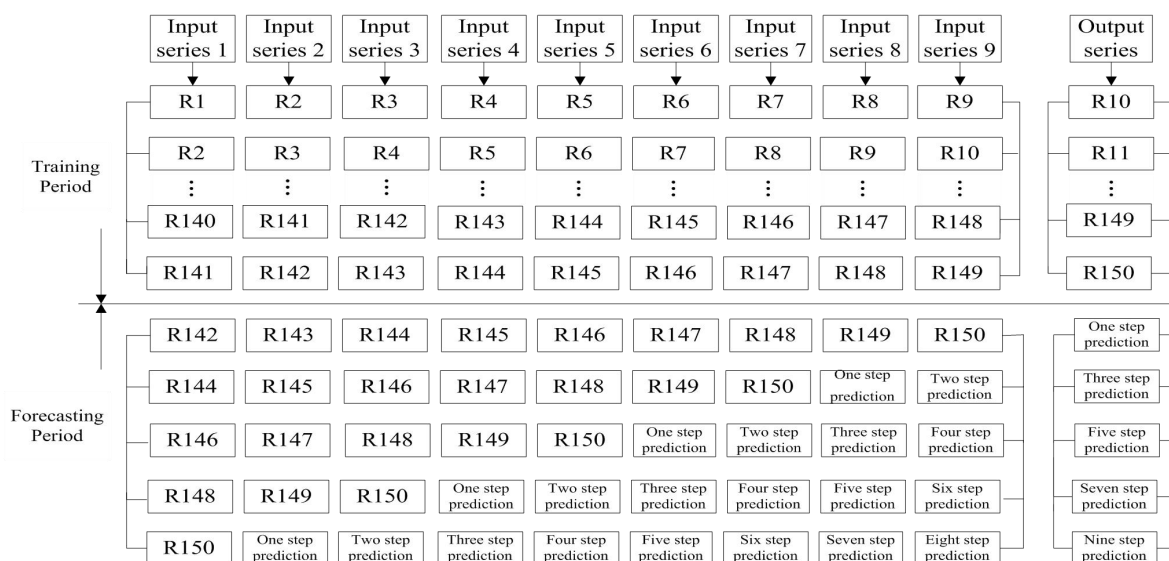 Input series 1 Input series 2 Input series 3 Input series 4 Input series 5 Input series 6 Input series 7 Input series 8 Input series 9 Output series
R1 R2 R3 R4 R5 R6 R7 R8 R9 R10
Training Period
R2 R3 R4 R5 R6 R7 R8 R9 R10 R11
R140 R141 R142 R143 R144 R145 R146 R147 R148 R149
R141 R142 R143 R144 R145 R146 R147 R148 R149 R150
R142 R143 R144 R145 R146 R147 R148 R149 R150 One step prediction
R144 R145 R146 R147 R148 R149 R150 One step prediction Two step prediction Three step prediction
Forecasting Period
R146 R147 R148 R149 R150 One step prediction Two step prediction Three step prediction Four step prediction Five step prediction
R148 R149 R150 One step prediction Two step prediction Three step prediction Four step prediction Five step prediction Six step prediction Seven step prediction
R150 One step prediction Two step prediction Three step prediction Four step prediction Five step prediction Six step prediction Seven step prediction Eight step prediction Nine step prediction